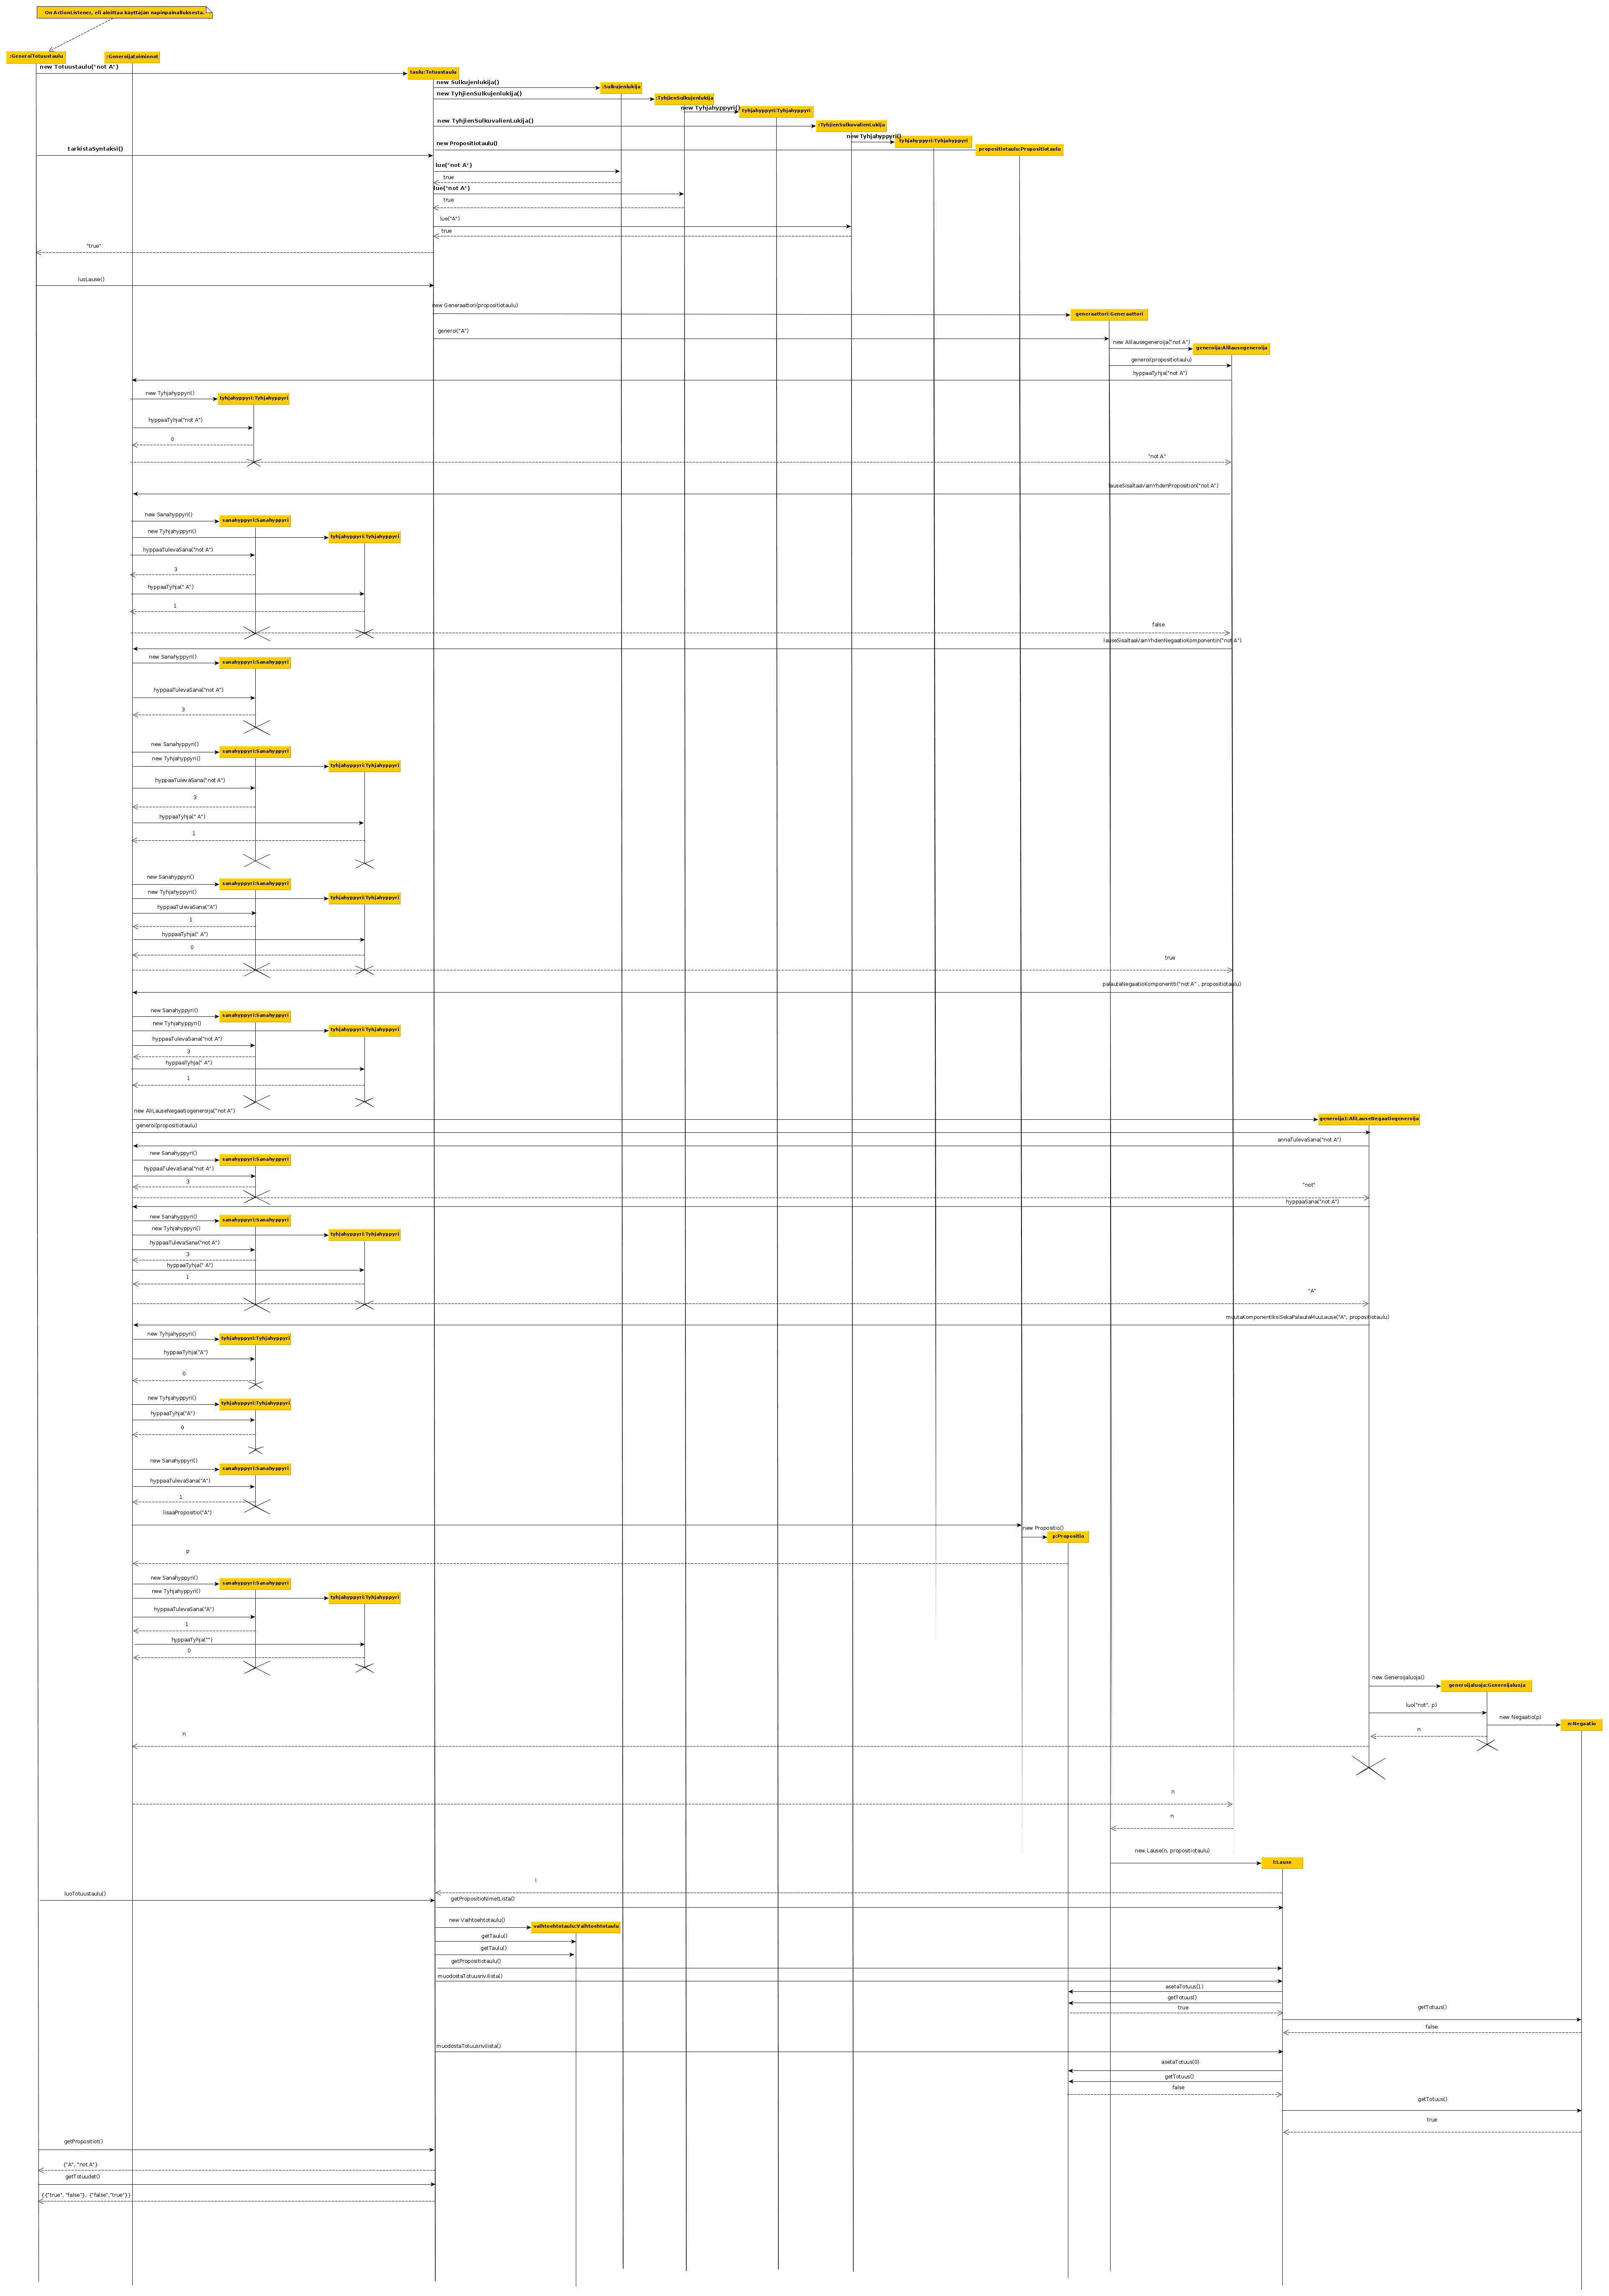 On ActionListener, eli aloittaa käyttäjän napinpainalluksesta.
:GeneroiTotuustaulu
:Generoijatoiminnot
new Totuustaulu("not A")
taulu:Totuustaulu
new Sulkujenlukija()
:Sulkujenlukija
new TyhjienSulkujenlukija()
:TyhjienSulkujenlukija
new Tyhjahyppyri()
tyhjahyppyri:Tyhjahyppyri
new TyhjienSulkuvalienLukija()
:TyhjienSulkuvalienLukija
new Tyhjahyppyri()
tyhjahyppyri:Tyhjahyppyri
new Propositiotaulu()
propositiotaulu:Propositiotaulu
tarkistaSyntaksi()
lue("not A")
true
lue("not A")
true
lue("A")
true
"true"
luoLause()
new Generaattori(propositiotaulu)
generaattori:Generaattori
generoi("A")
new Alilausegeneroija("not A")
generoija:Alilausegeneroija
generoi(propositiotaulu)
hyppaaTyhja("not A")
new Tyhjahyppyri()
tyhjahyppyri:Tyhjahyppyri
hyppaaTyhja("not A")
0
"not A"
lauseSisaltaaVainYhdenProposition("not A")
new Sanahyppyri()
sanahyppyri:Sanahyppyri
new Tyhjahyppyri()
tyhjahyppyri:Tyhjahyppyri
hyppaaTulevaSana("not A")
3
hyppaaTyhja(" A")
1
false
lauseSisaltaaVainYhdenNegaatioKomponentin("not A")
new Sanahyppyri()
sanahyppyri:Sanahyppyri
hyppaaTulevaSana("not A")
3
new Sanahyppyri()
sanahyppyri:Sanahyppyri
new Tyhjahyppyri()
tyhjahyppyri:Tyhjahyppyri
hyppaaTulevaSana("not A")
3
hyppaaTyhja(" A")
1
new Sanahyppyri()
sanahyppyri:Sanahyppyri
new Tyhjahyppyri()
tyhjahyppyri:Tyhjahyppyri
hyppaaTulevaSana("A")
1
hyppaaTyhja(" A")
0
true
palautaNegaatioKomponentti("not A" , propositiotaulu)
new Sanahyppyri()
sanahyppyri:Sanahyppyri
new Tyhjahyppyri()
tyhjahyppyri:Tyhjahyppyri
hyppaaTulevaSana("not A")
3
hyppaaTyhja(" A")
1
new AliLauseNegaatiogeneroija("not A")
generoija1:AliLauseNegaatiogeneroija
generoi(propositiotaulu)
annaTulevaSana("not A")
new Sanahyppyri()
sanahyppyri:Sanahyppyri
hyppaaTulevaSana("not A")
3
"not"
hyppaaSana("not A")
new Sanahyppyri()
sanahyppyri:Sanahyppyri
new Tyhjahyppyri()
tyhjahyppyri:Tyhjahyppyri
hyppaaTulevaSana("not A")
3
hyppaaTyhja(" A")
1
"A"
muutaKomponentiksiSekaPalautaMuuLause("A", propositiotaulu)
new Tyhjahyppyri()
tyhjahyppyri:Tyhjahyppyri
hyppaaTyhja("A")
0
new Tyhjahyppyri()
tyhjahyppyri:Tyhjahyppyri
hyppaaTyhja("A")
0
new Sanahyppyri()
sanahyppyri:Sanahyppyri
hyppaaTulevaSana("A")
1
lisaaPropositio("A")
new Propositio()
p:Propositio
p
new Sanahyppyri()
sanahyppyri:Sanahyppyri
new Tyhjahyppyri()
tyhjahyppyri:Tyhjahyppyri
hyppaaTulevaSana("A")
1
hyppaaTyhja("")
0
new Generoijaluoja()
generoijaluoja:Generoijaluoja
luo("not", p)
new Negaatio(p)
n:Negaatio
n
n
n
n
new Lause(n, propositiotaulu)
l:Lause
l
luoTotuustaulu()
getPropositioNimetLista()
new Vaihtoehtotaulu()
vaihtoehtotaulu:Vaihtoehtotaulu
getTaulu()
getTaulu()
getPropositiotaulu()
muodostaTotuusrivilista()
asetaTotuus(1)
getTotuus()
true
getTotuus()
false
muodostaTotuusrivilista()
asetaTotuus(0)
getTotuus()
false
getTotuus()
true
getPropositiot()
{"A", "not A"}
getTotuudet()
{{"true", "false"}, {"false","true"}}